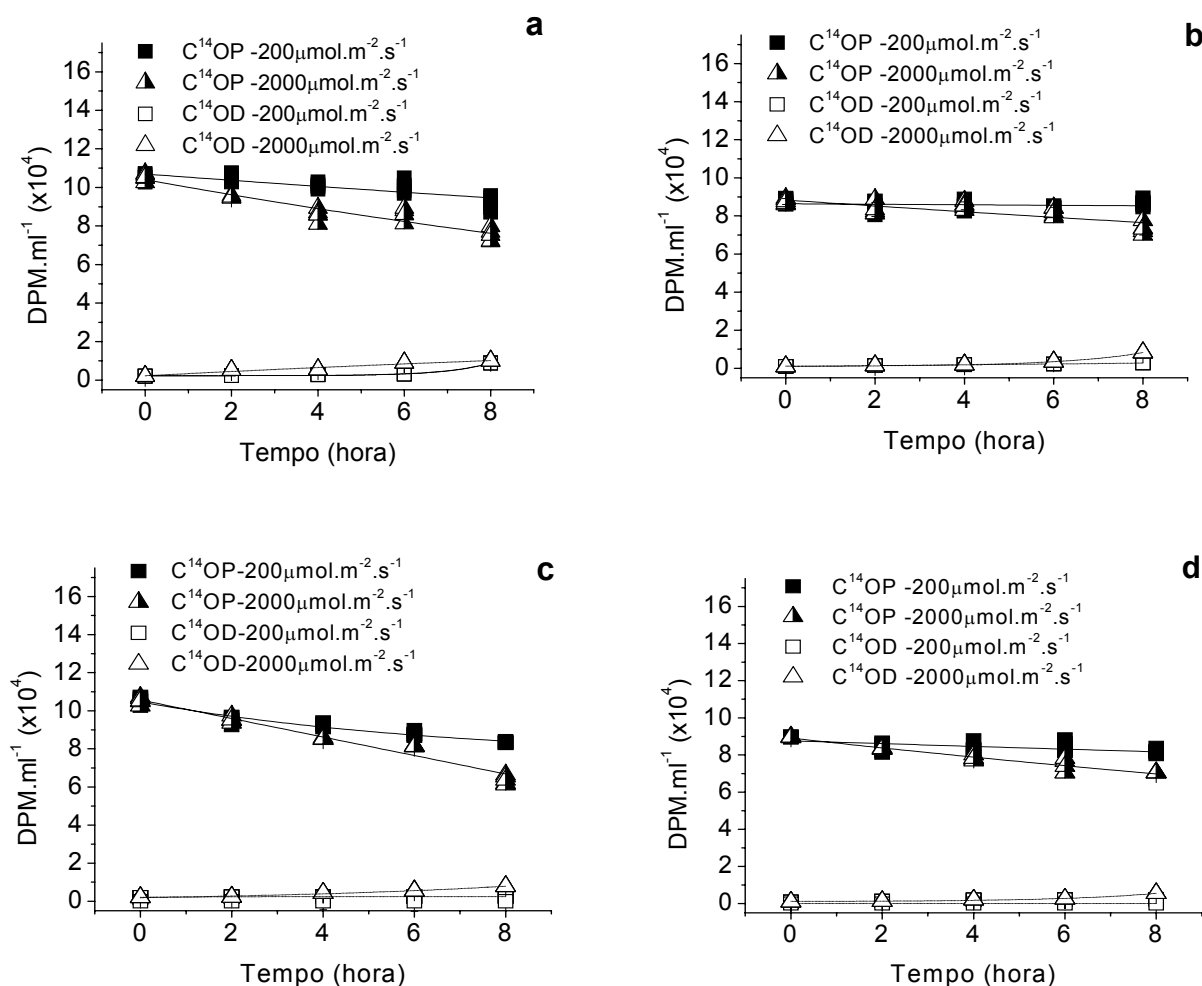 a
C¹⁴OP -200µmol.m⁻².s⁻¹
C¹⁴OP -2000µmol.m⁻².s⁻¹
C¹⁴OD -200µmol.m⁻².s⁻¹
C¹⁴OD -2000µmol.m⁻².s⁻¹
DPM.ml⁻¹ (x10⁴)
16
14
12
10
8
6
4
2
0
0 2 4 6 8
Tempo (hora)
b
C¹⁴OP -200µmol.m⁻².s⁻¹
C¹⁴OP -2000µmol.m⁻².s⁻¹
C¹⁴OD -200µmol.m⁻².s⁻¹
C¹⁴OD -2000µmol.m⁻².s⁻¹
DPM.ml⁻¹ (x10⁴)
16
14
12
10
8
6
4
2
0
0 2 4 6 8
Tempo (hora)
c
C¹⁴OP-200µmol.m⁻².s⁻¹
C¹⁴OP-2000µmol.m⁻².s⁻¹
C¹⁴OD-200µmol.m⁻².s⁻¹
C¹⁴OD-2000µmol.m⁻².s⁻¹
DPM.ml⁻¹ (x10⁴)
16
14
12
10
8
6
4
2
0
0 2 4 6 8
Tempo (hora)
d
C¹⁴OP -200µmol.m⁻².s⁻¹
C¹⁴OP -2000µmol.m⁻².s⁻¹
C¹⁴OD -200µmol.m⁻².s⁻¹
C¹⁴OD -2000µmol.m⁻².s⁻¹
DPM.ml⁻¹ (x10⁴)
16
14
12
10
8
6
4
2
0
0 2 4 6 8
Tempo (hora)